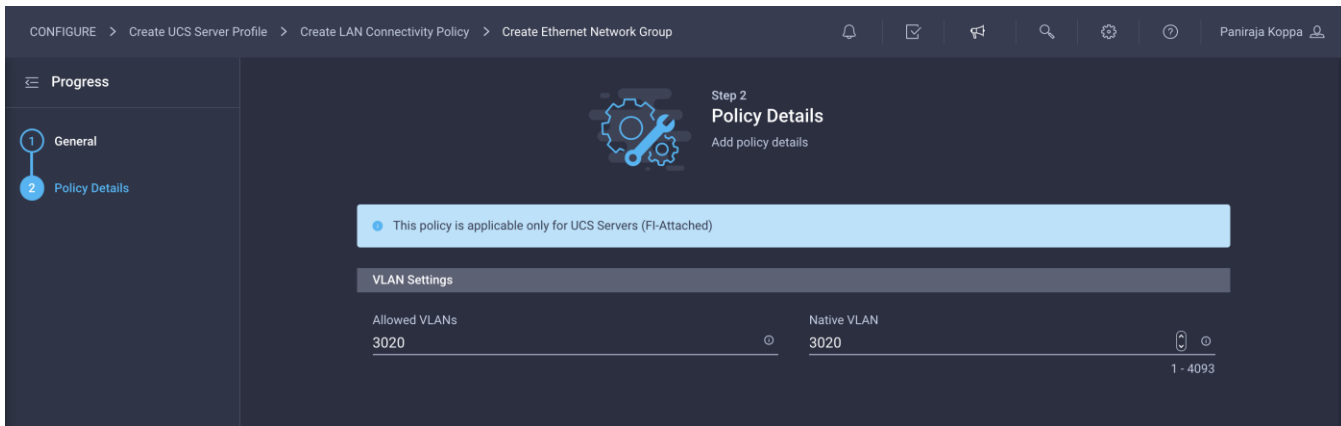 CONFIGURE > Create UCS Server Profile > Create LAN Connectivity Policy > Create Ethernet Network Group
Paniraja Koppa
Progress
1 General
2 Policy Details
Step 2
Policy Details
Add policy details
This policy is applicable only for UCS Servers (FI-Attached)
VLAN Settings
Allowed VLANs
3020
Native VLAN
3020
1 - 4093